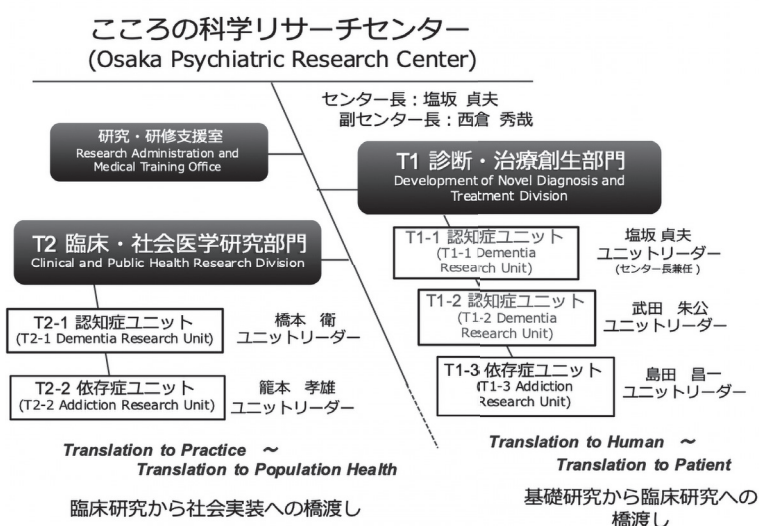 こころの科学リサーチセンター
(Osaka Psychiatric Research Center)
センター長：塩坂 貞夫
副センター長：西倉 秀哉
研究・研修支援室
Research Administration and
Medical Training Office
T1 診断・治療創生部門
Development of Novel Diagnosis and
Treatment Division
T1-1 認知症ユニット
(T1-1 Dementia
Research Unit)
塩坂 貞夫
ユニットリーダー
(センター長兼任)
T1-2 認知症ユニット
(T1-2 Dementia
Research Unit)
武田 朱公
ユニットリーダー
T1-3 依存症ユニット
(T1-3 Addiction
Research Unit)
島田 昌一
ユニットリーダー
T2 臨床・社会医学研究部門
Clinical and Public Health Research Division
T2-1 認知症ユニット
(T2-1 Dementia Research Unit)
橋本 衛
ユニットリーダー
T2-2 依存症ユニット
(T2-2 Addiction Research Unit)
籠本 孝雄
ユニットリーダー
Translation to Practice ～
Translation to Population Health
臨床研究から社会実装への橋渡し
Translation to Human ～
Translation to Patient
基礎研究から臨床研究への
橋渡し